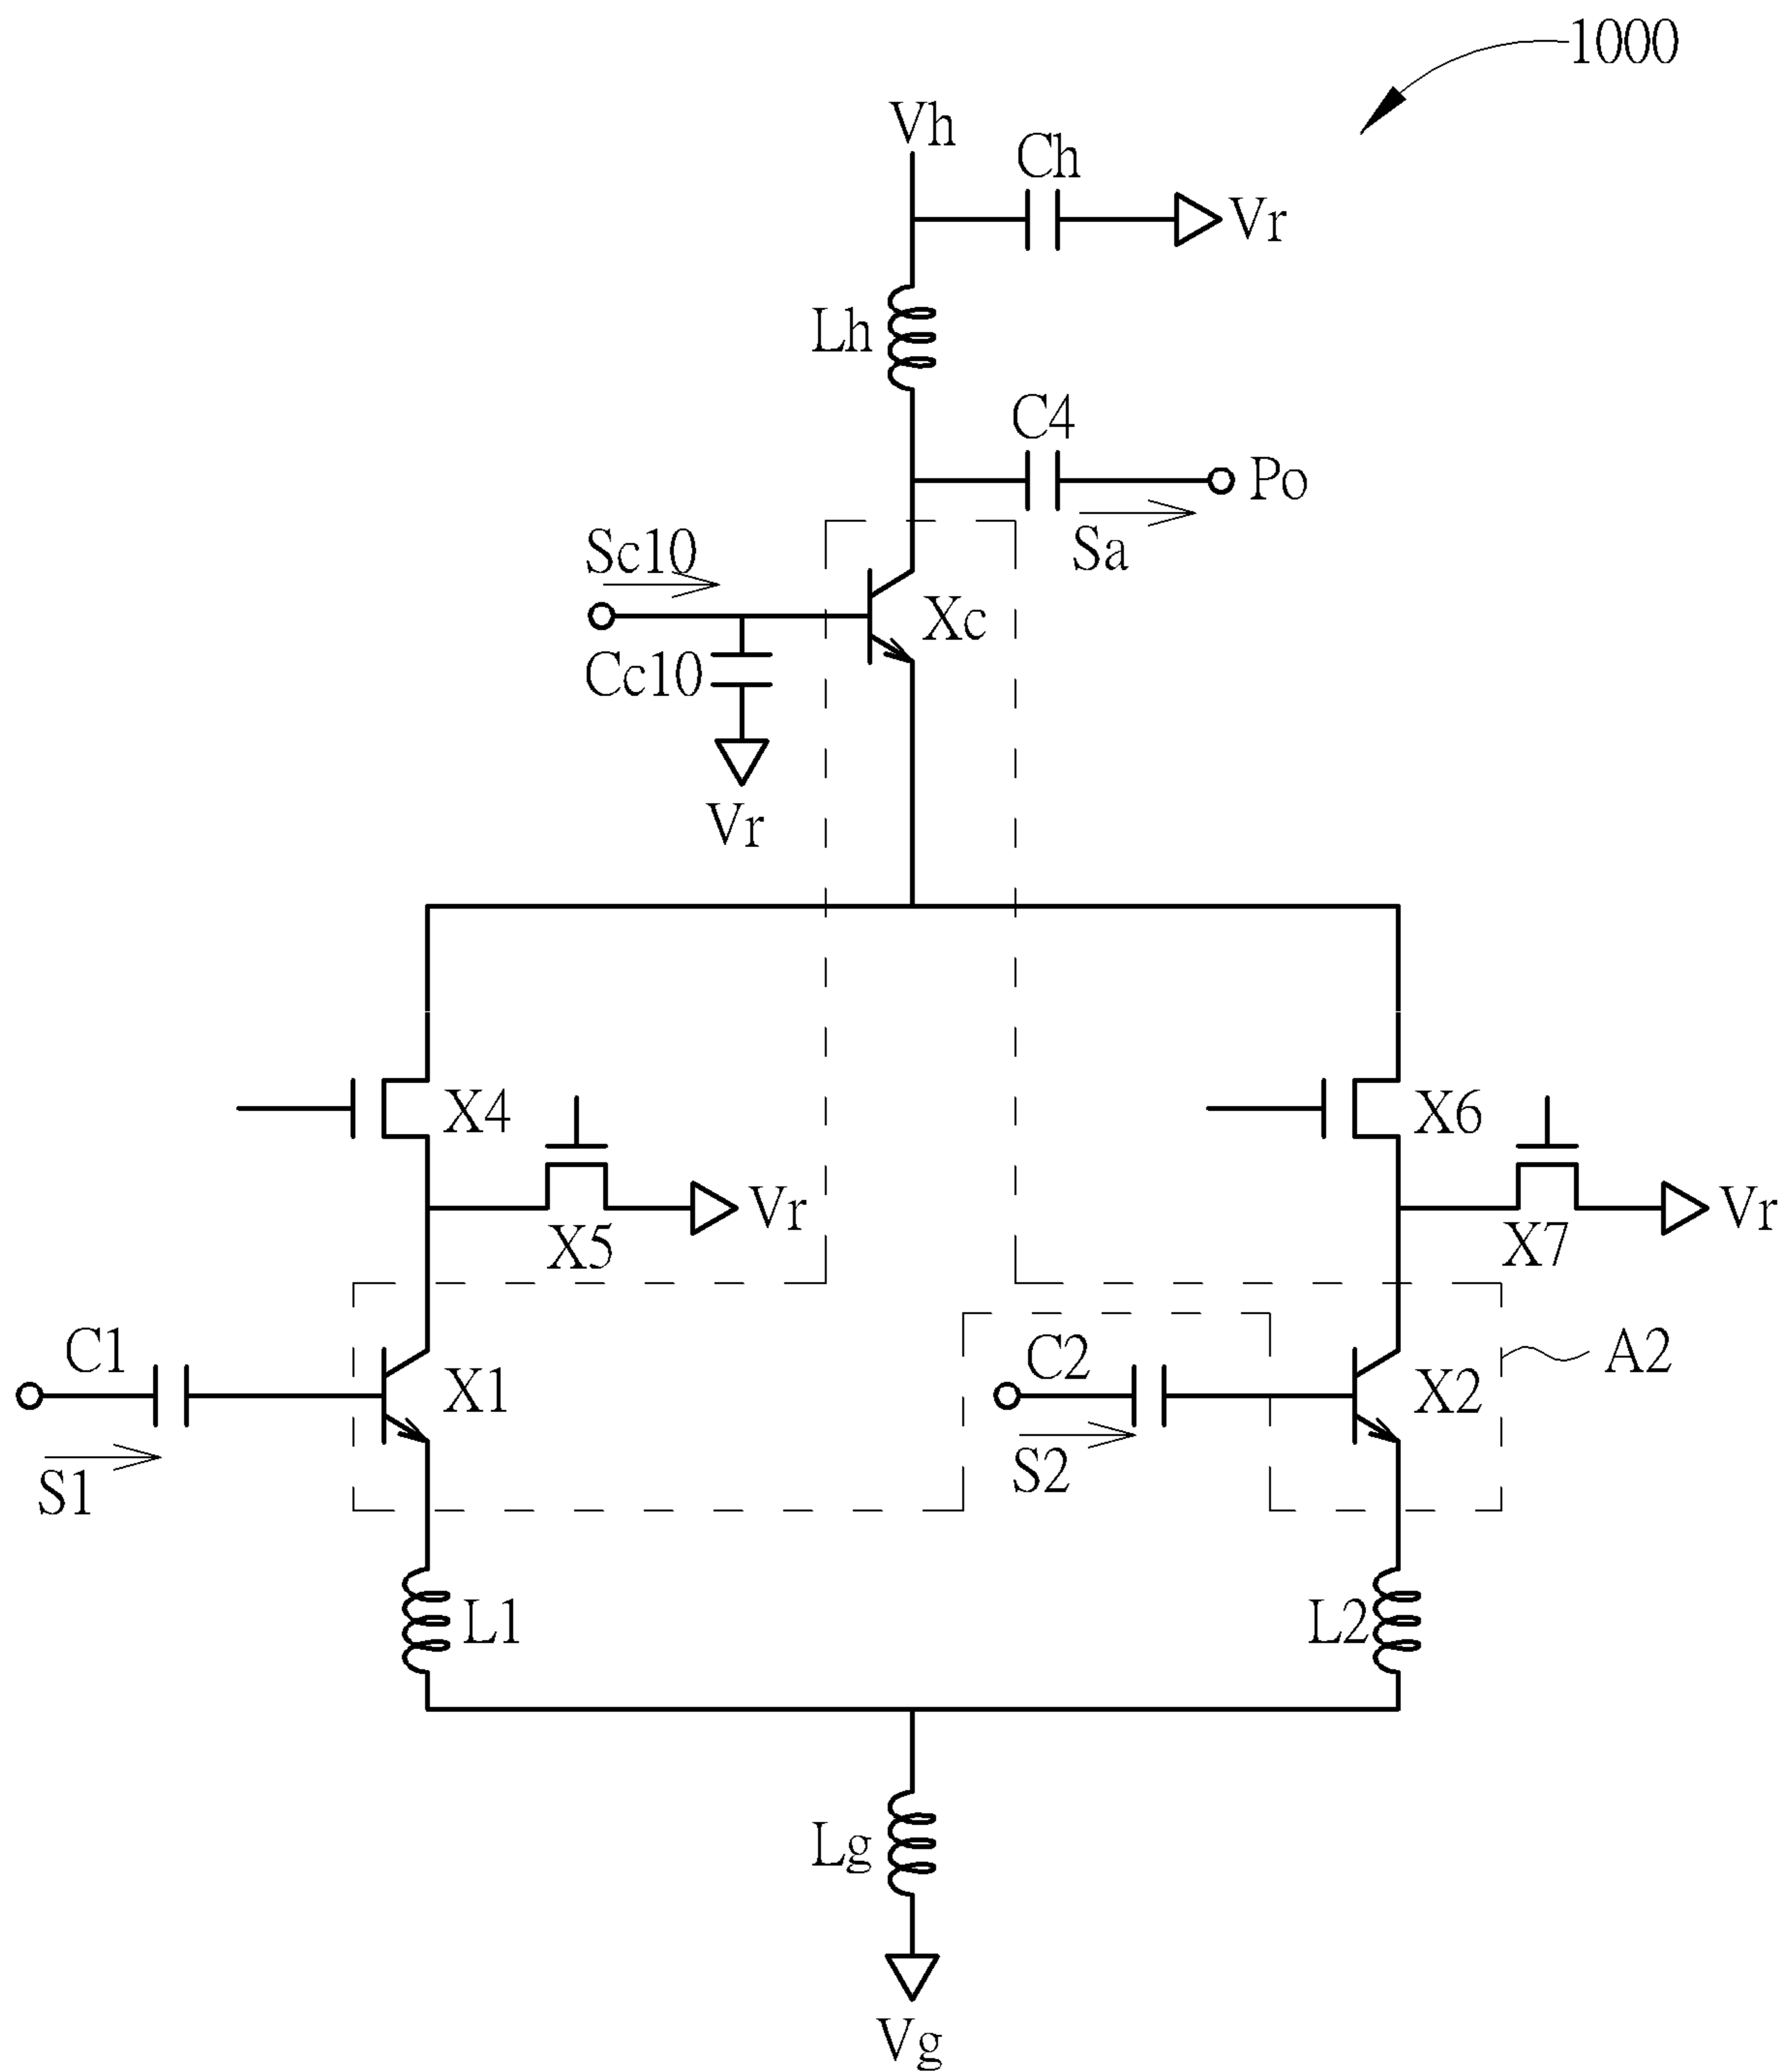 1000
Vh
Ch
Vr
Lh
C4
Po
Sa
Sc10
Xc
Cc10
Vr
X4
X6
X5
Vr
X7
Vr
C1
X1
S1
C2
X2
S2
A2
L1
L2
Lg
Vg